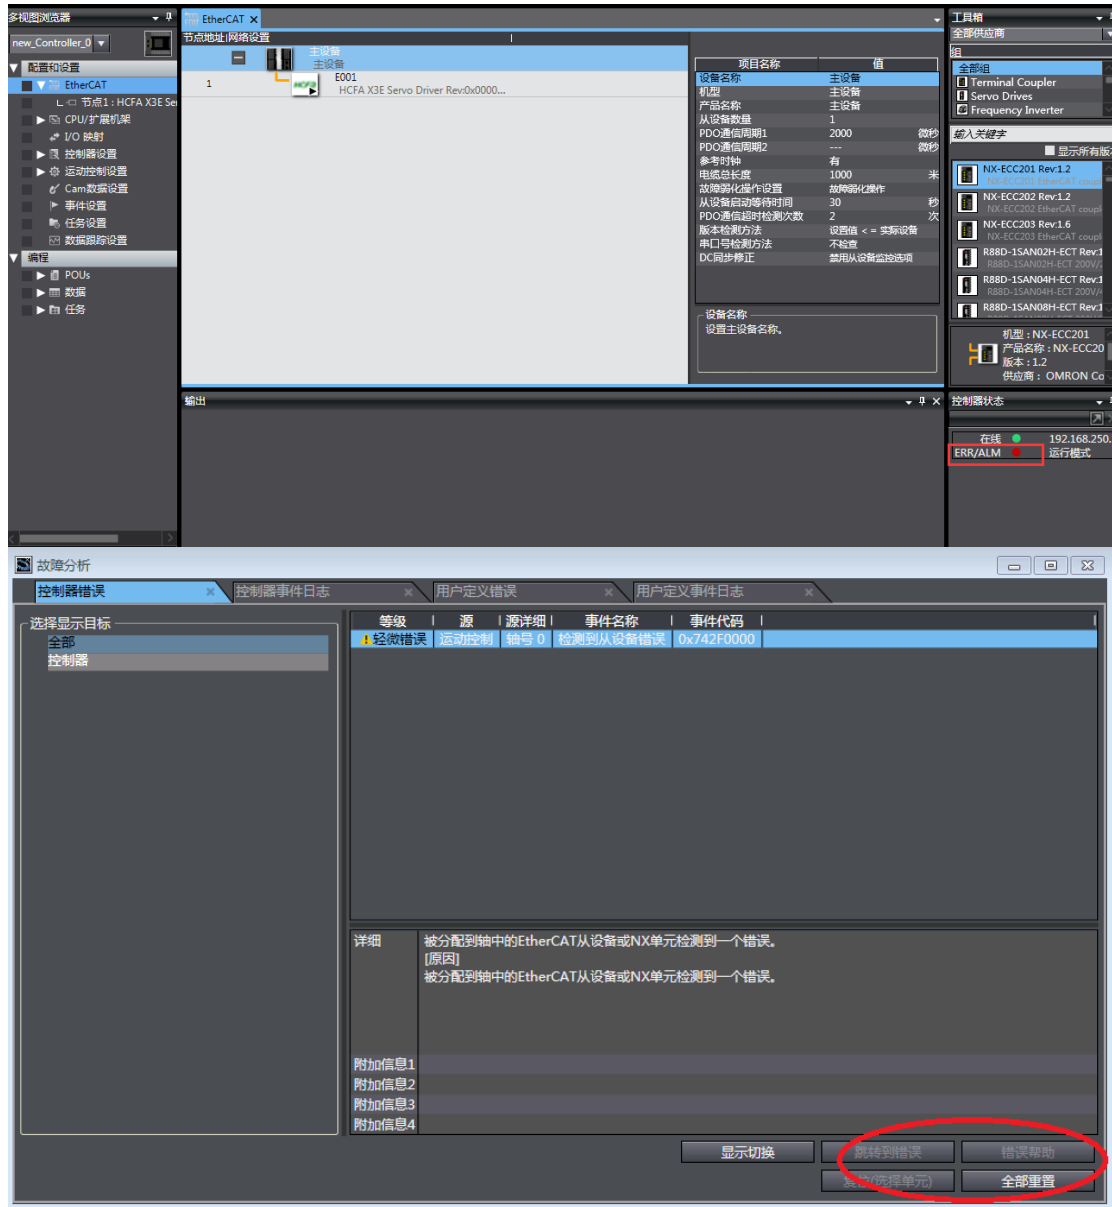 多视图浏览器
new_Controller_0
配置和设置
EtherCAT
节点1 : HCFA X3E Ser
CPU/扩展机架
I/O 映射
控制器设置
运动控制设置
Cam数据设置
事件设置
任务设置
数据跟踪设置
编程
POUs
数据
任务
EtherCAT
节点地址|网络设置
主设备
主设备
1
E001
HCFA X3E Servo Driver Rev:0x0000...
项目名称 值
设备名称 主设备
机型 主设备
产品名称 主设备
从设备数量 1
PDO通信周期1 2000 微秒
PDO通信周期2 --- 微秒
参考时钟 有
电缆总长度 1000 米
故障弱化操作设置 故障弱化操作
从设备启动等待时间 30 秒
PDO通信超时检测次数 2 次
版本检测方法 设置值 < = 实际设备
串口号检测方法 不检查
DC同步修正 禁用从设备监控选项
设备名称
设置主设备名称。
工具箱
全部供应商
组
全部组
Terminal Coupler
Servo Drives
Frequency Inverter
输入关键字
显示所有版本
NX-ECC201 Rev:1.2
NX-ECC201 EtherCAT coupl
NX-ECC202 Rev:1.2
NX-ECC202 EtherCAT coupl
NX-ECC203 Rev:1.6
NX-ECC203 EtherCAT coupl
R88D-1SAN02H-ECT Rev:1
R88D-1SAN02H-ECT 200V/
R88D-1SAN04H-ECT Rev:1
R88D-1SAN04H-ECT 200V/
R88D-1SAN08H-ECT Rev:1
机型 : NX-ECC201
产品名称 : NX-ECC20
版本 : 1.2
供应商 : OMRON Co
输出
控制器状态
在线 192.168.250.
ERR/ALM 运行模式
故障分析
控制器错误 控制器事件日志 用户定义错误 用户定义事件日志
选择显示目标
全部
控制器
等级 源 源详细 事件名称 事件代码
轻微错误 运动控制 轴号 0 检测到从设备错误 0x742F0000
详细 被分配到轴中的EtherCAT从设备或NX单元检测到一个错误。
[原因]
被分配到轴中的EtherCAT从设备或NX单元检测到一个错误。
附加信息1
附加信息2
附加信息3
附加信息4
显示切换 跳转到错误 错误帮助
复位(选择单元) 全部重置